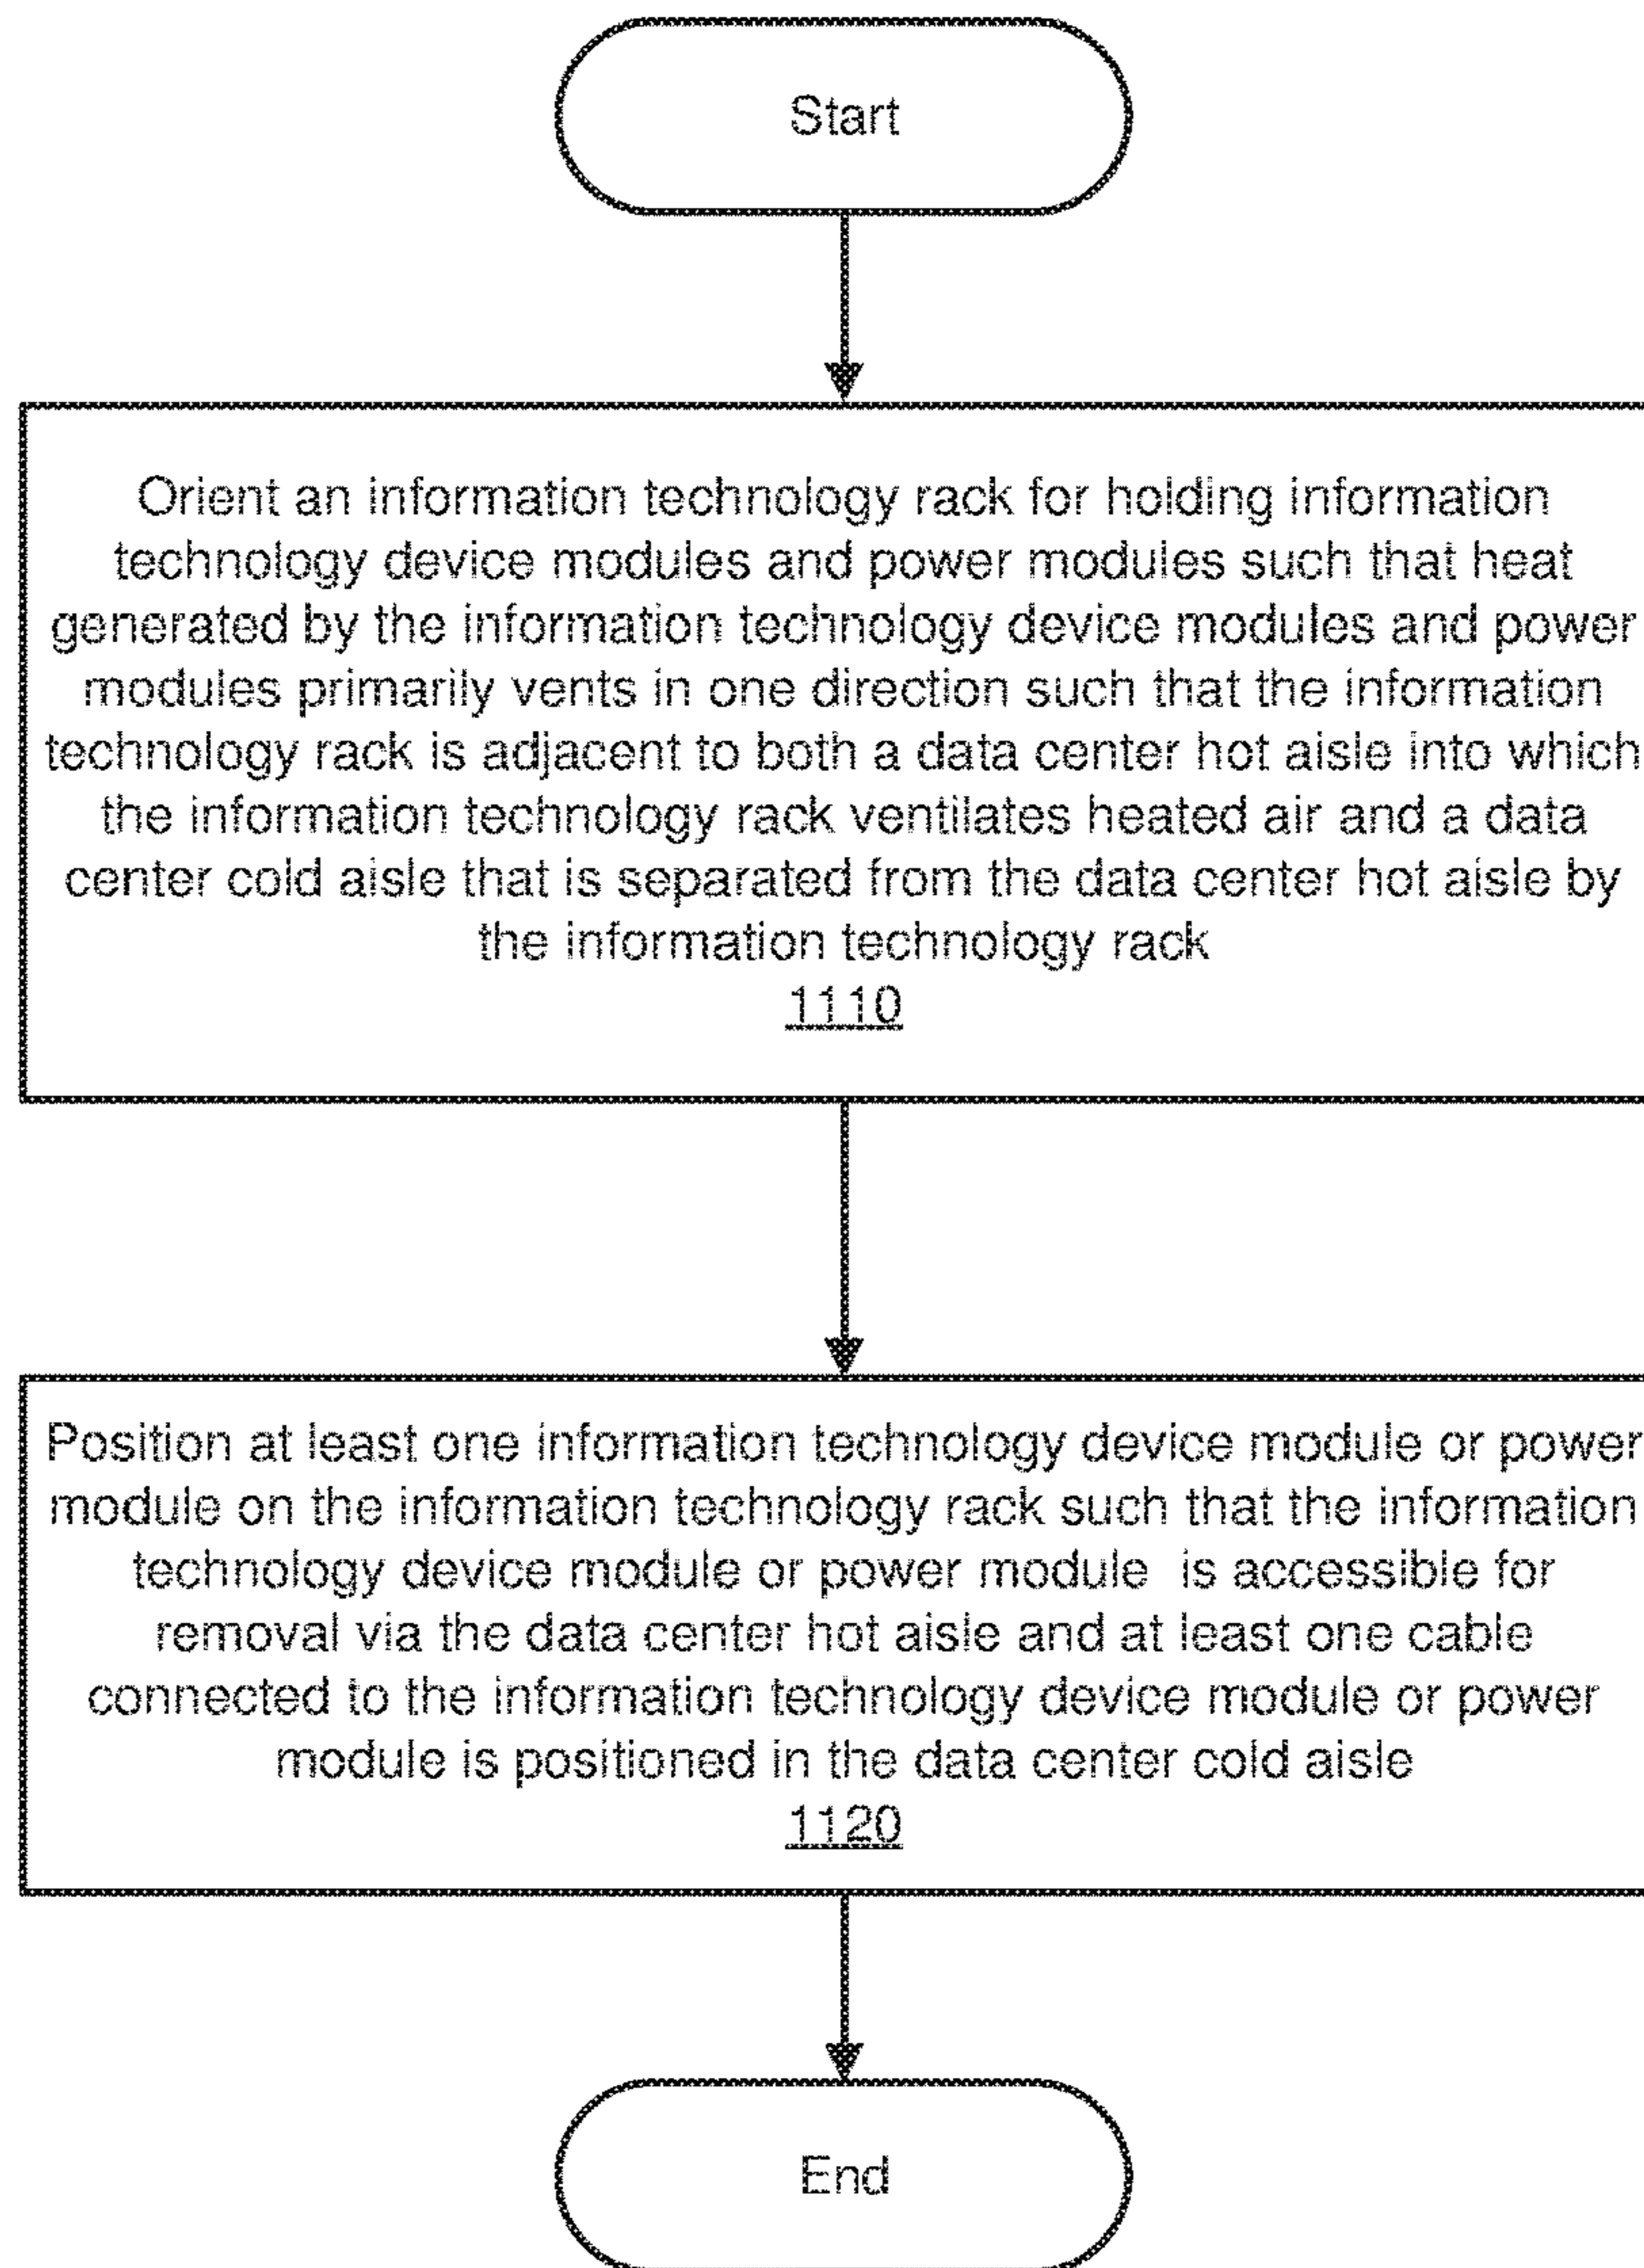 Start
Orient an information technology rack for holding information
technology device modules and power modules such that heat
generated by the information technology device modules and power
modules primarily vents in one direction such that the information
technology rack is adjacent to both a data center hot aisle into which
the information technology rack ventilates heated air and a data
center cold aisle that is separated from the data center hot aisle by
the information technology rack
1110
Position at least one information technology device module or power
module on the information technology rack such that the information
technology device module or power module is accessible for
removal via the data center hot aisle and at least one cable
connected to the information technology device module or power
module is positioned in the data center cold aisle
1120
End